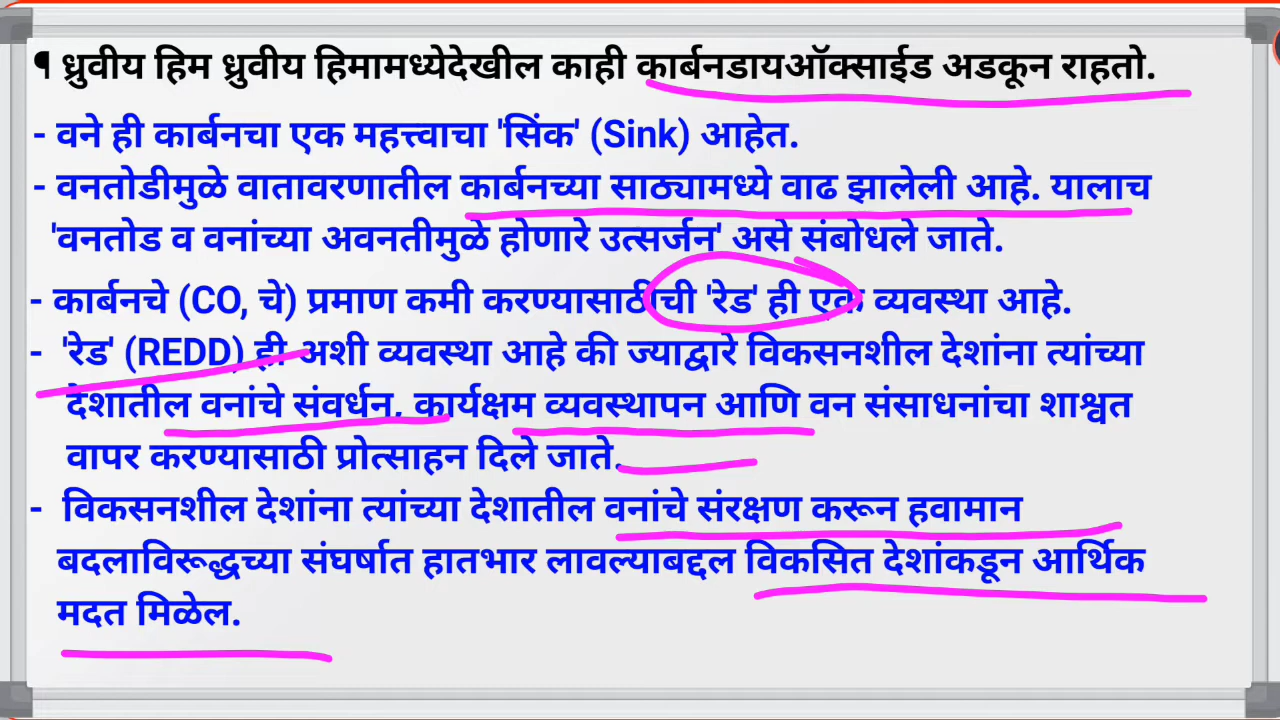 ¶ ध्रुवीय हिम ध्रुवीय हिमामध्येदेखील काही कार्बनडायऑक्साईड अडकून राहतो.
- वने ही कार्बनचा एक महत्त्वाचा 'सिंक' (Sink) आहेत.
- वनतोडीमुळे वातावरणातील कार्बनच्या साठ्यामध्ये वाढ झालेली आहे. यालाच
'वनतोड व वनांच्या अवनतीमुळे होणारे उत्सर्जन' असे संबोधले जाते.
- कार्बनचे (CO, चे) प्रमाण कमी करण्यासाठीची 'रेड' ही एक व्यवस्था आहे.
- 'रेड' (REDD) ही अशी व्यवस्था आहे की ज्याद्वारे विकसनशील देशांना त्यांच्या
देशातील वनांचे संवर्धन, कार्यक्षम व्यवस्थापन आणि वन संसाधनांचा शाश्वत
वापर करण्यासाठी प्रोत्साहन दिले जाते.
- विकसनशील देशांना त्यांच्या देशातील वनांचे संरक्षण करून हवामान
बदलाविरूद्धच्या संघर्षात हातभार लावल्याबद्दल विकसित देशांकडून आर्थिक
मदत मिळेल.